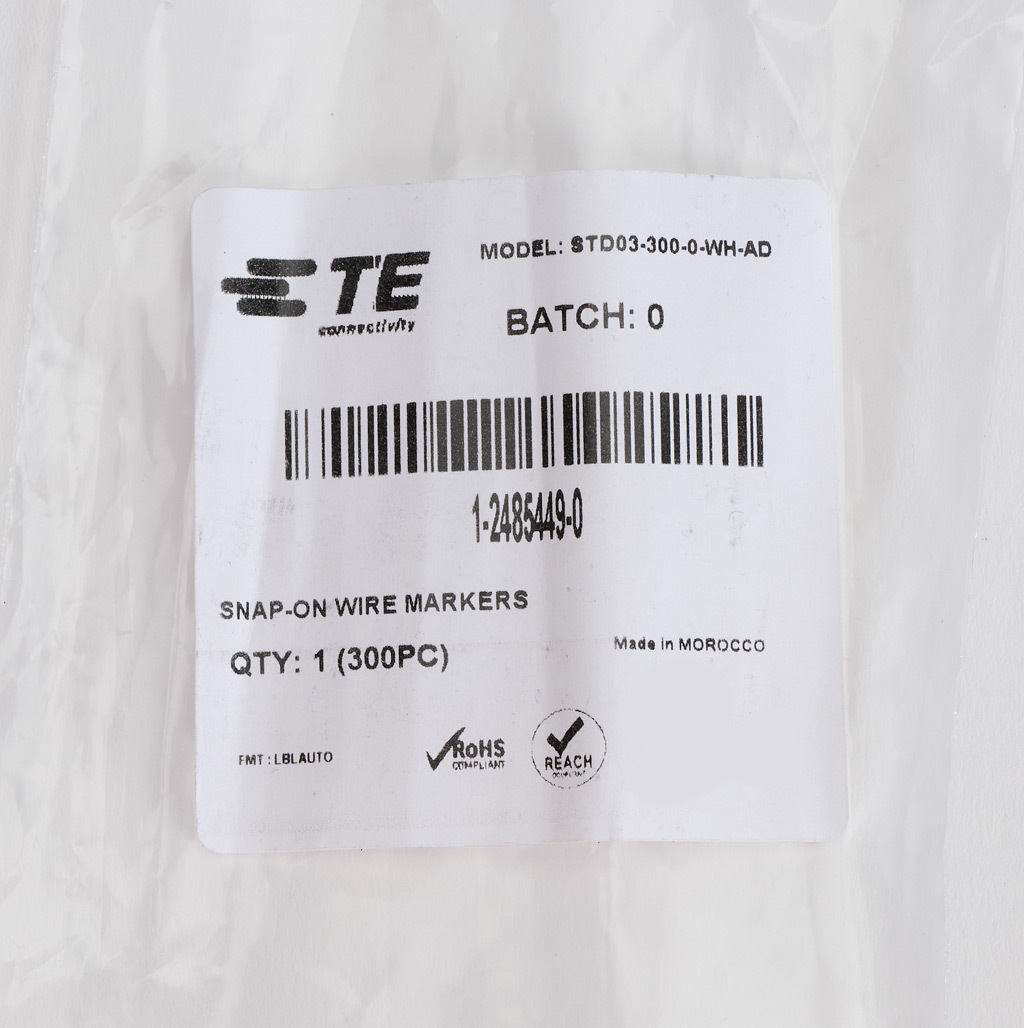 TE
connectivity
MODEL: STD03-300-0-WH-AD
BATCH: 0
1-2485449-0
SNAP-ON WIRE MARKERS
QTY: 1 (300PC)
Made in MOROCCO
FMT : LBLAUTO
RoHS
COMPLIANT
REACH
COMPLIANT